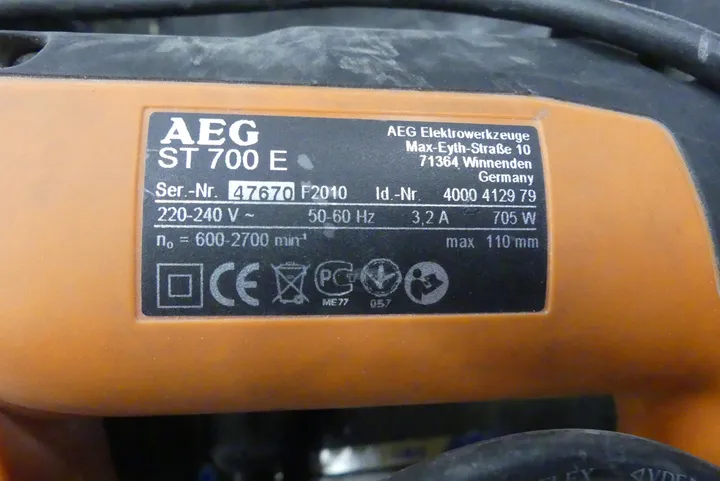 AEG
ST 700 E
AEG Elektrowerkzeuge
Max-Eyth-Straße 10
71364 Winnenden
Germany
Ser.-Nr. 47670 F2010 Id.-Nr. 4000 4129 79
220-240 V ~ 50-60 Hz 3,2 A 705 W
n₀ = 600-2700 min⁻¹ max 110 mm
CE PC
ME77 057